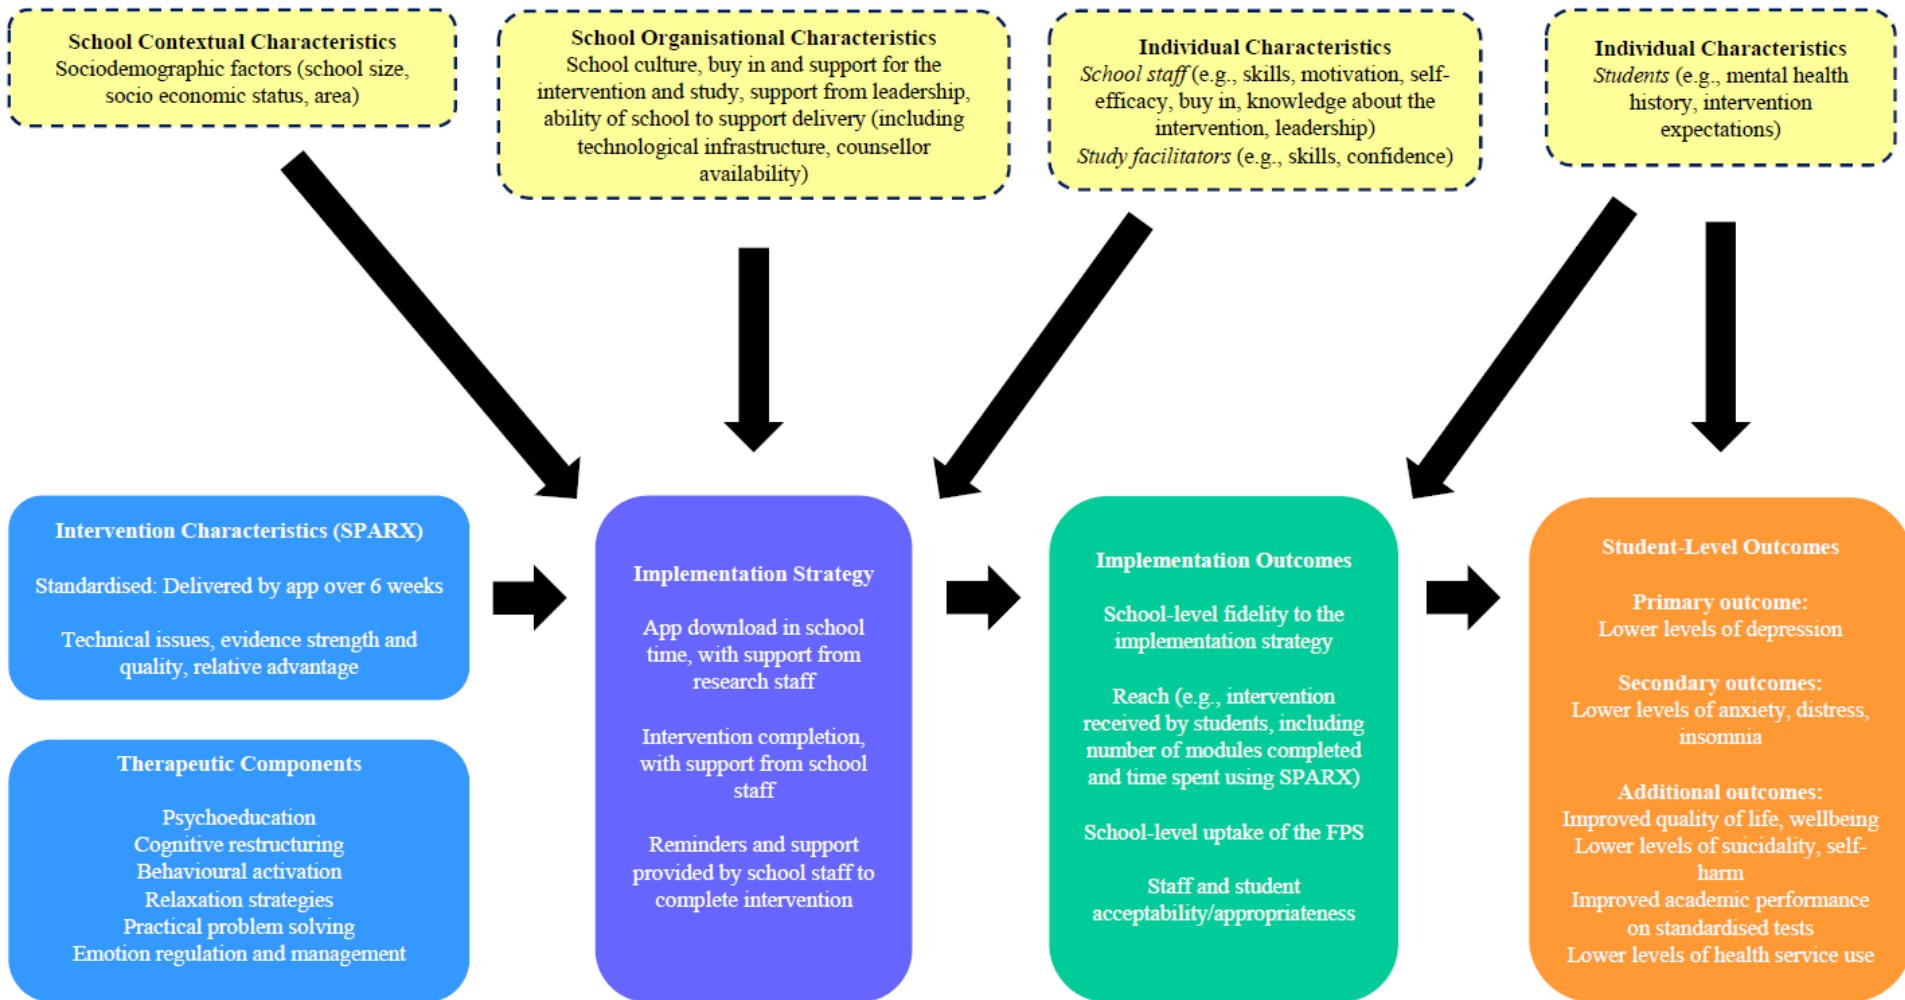 School Contextual Characteristics
Sociodemographic factors (school size,
socio economic status, area)
School Organisational Characteristics
School culture, buy in and support for the
intervention and study, support from leadership,
ability of school to support delivery (including
technological infrastructure, counsellor
availability)
Individual Characteristics
School staff (e.g., skills, motivation, self-
efficacy, buy in, knowledge about the
intervention, leadership)
Study facilitators (e.g., skills, confidence)
Individual Characteristics
Students (e.g., mental health
history, intervention
expectations)
Intervention Characteristics (SPARX)
Standardised: Delivered by app over 6 weeks
Technical issues, evidence strength and
quality, relative advantage
Therapeutic Components
Psychoeducation
Cognitive restructuring
Behavioural activation
Relaxation strategies
Practical problem solving
Emotion regulation and management
Implementation Strategy
App download in school
time, with support from
research staff
Intervention completion,
with support from school
staff
Reminders and support
provided by school staff to
complete intervention
Implementation Outcomes
School-level fidelity to the
implementation strategy
Reach (e.g., intervention
received by students, including
number of modules completed
and time spent using SPARX)
School-level uptake of the FPS
Staff and student
acceptability/appropriateness
Student-Level Outcomes
Primary outcome:
Lower levels of depression
Secondary outcomes:
Lower levels of anxiety, distress,
insomnia
Additional outcomes:
Improved quality of life, wellbeing
Lower levels of suicidality, self-
harm
Improved academic performance
on standardised tests
Lower levels of health service use